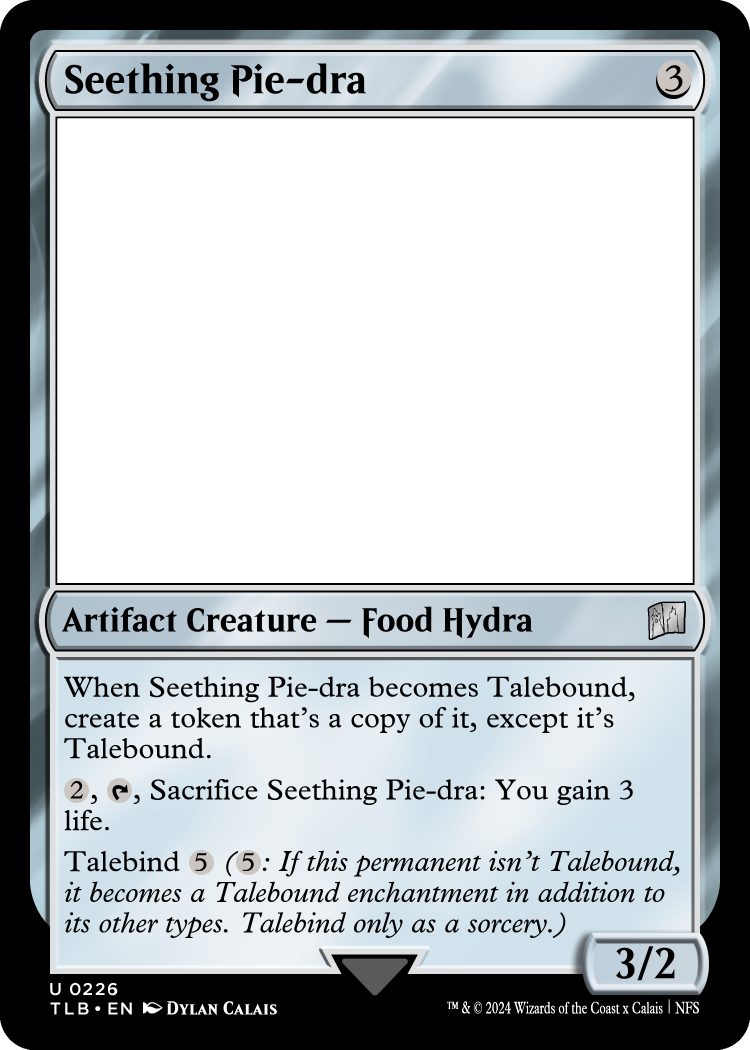 Seething Pie-dra 3
Artifact Creature — Food Hydra
When Seething Pie-dra becomes Talebound,
create a token that's a copy of it, except it's
Talebound.
2, , Sacrifice Seething Pie-dra: You gain 3
life.
Talebind 5 (5: If this permanent isn't Talebound,
it becomes a Talebound enchantment in addition to
its other types. Talebind only as a sorcery.)
3/2
U 0226
TLB • EN Dylan Calais
™ & © 2024 Wizards of the Coast x Calais | NFS